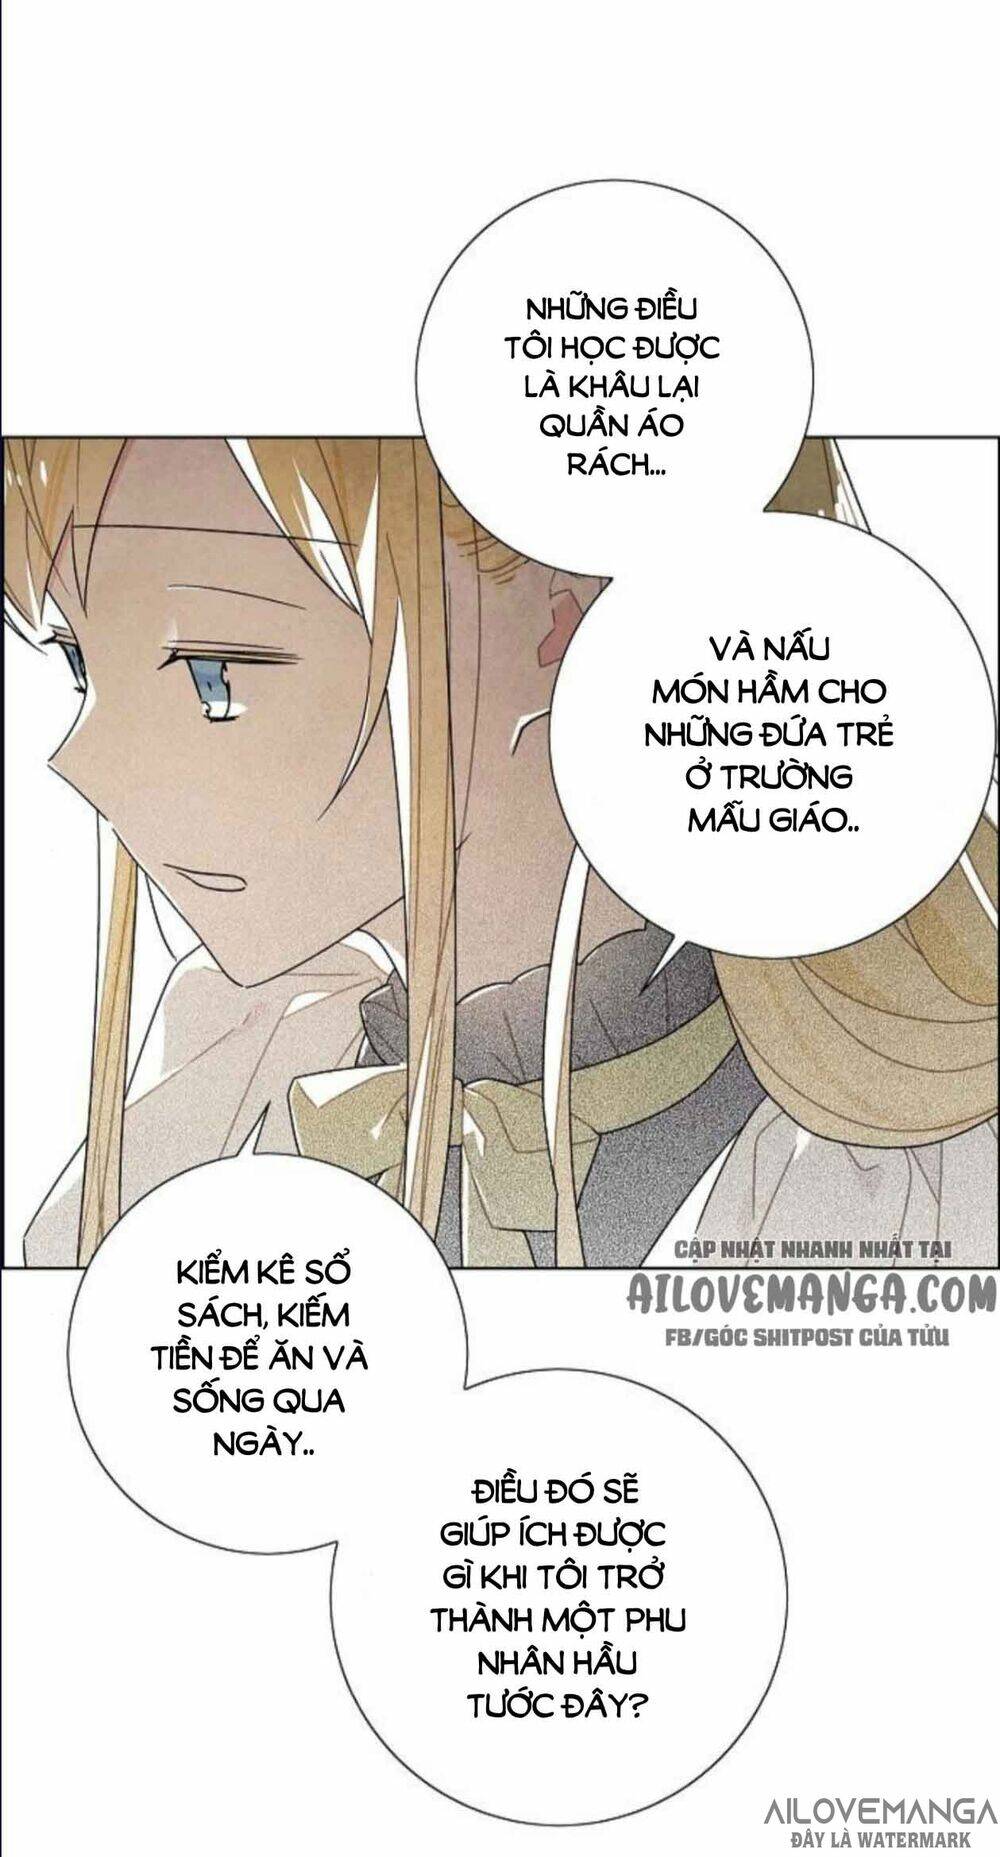 NHỮNG ĐIỀU
TÔI HỌC ĐƯỢC
LÀ KHÂU LẠI
QUẦN ÁO
RÁCH...
VÀ NẤU
MÓN HẦM CHO
NHỮNG ĐỨA TRẺ
Ở TRƯỜNG
MẪU GIÁO..
CẬP NHẬT NHANH NHẤT TẠI
AILOVEMANGA.COM
FB/GÓC SHITPOST CỦA TỬU
KIỂM KÊ SỔ
SÁCH, KIẾM
TIỀN ĐỂ ĂN VÀ
SỐNG QUA
NGÀY..
ĐIỀU ĐÓ SẼ
GIÚP ÍCH ĐƯỢC
GÌ KHI TÔI TRỞ
THÀNH MỘT PHU
NHÂN HẦU
TƯỚC ĐÂY?
AILOVEMANGA
ĐÂY LÀ WATERMARK